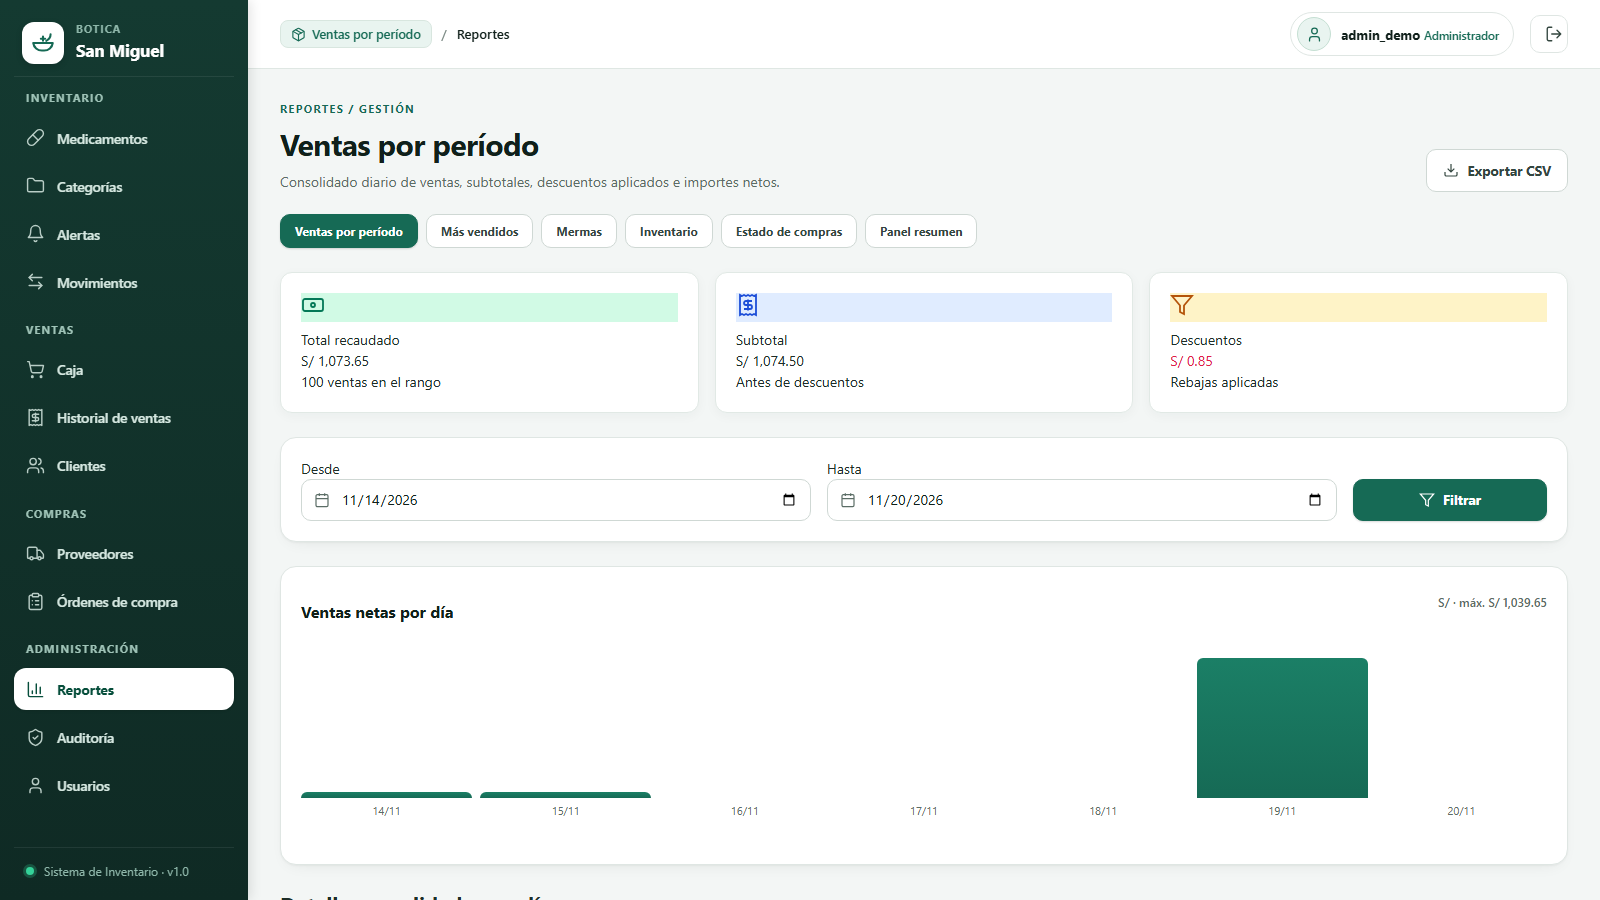 BOTICA
San Miguel
INVENTARIO
Medicamentos
Categorías
Alertas
Movimientos
VENTAS
Caja
Historial de ventas
Clientes
COMPRAS
Proveedores
Órdenes de compra
ADMINISTRACIÓN
Reportes
Auditoría
Usuarios
Sistema de Inventario · v1.0
Ventas por período / Reportes
admin_demo Administrador
REPORTES / GESTIÓN
Ventas por período
Consolidado diario de ventas, subtotales, descuentos aplicados e importes netos.
Exportar CSV
Ventas por período Más vendidos Mermas Inventario Estado de compras Panel resumen
Total recaudado
S/ 1,073.65
100 ventas en el rango
Subtotal
S/ 1,074.50
Antes de descuentos
Descuentos
S/ 0.85
Rebajas aplicadas
Desde
11/14/2026
Hasta
11/20/2026
Filtrar
Ventas netas por día
S/ · máx. S/ 1,039.65
14/11 15/11 16/11 17/11 18/11 19/11 20/11